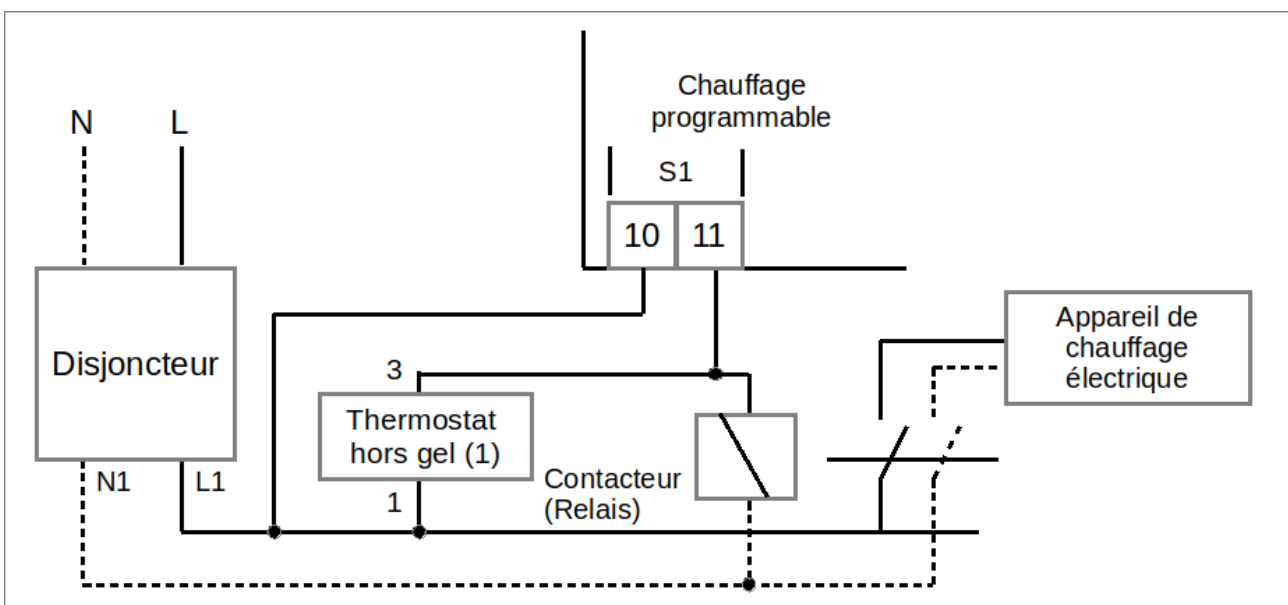 Chauffage
programmable
N
L
S1
10
11
Disjoncteur
Appareil de
chauffage
électrique
3
Thermostat
hors gel (1)
N1
L1
1
Contacteur
(Relais)